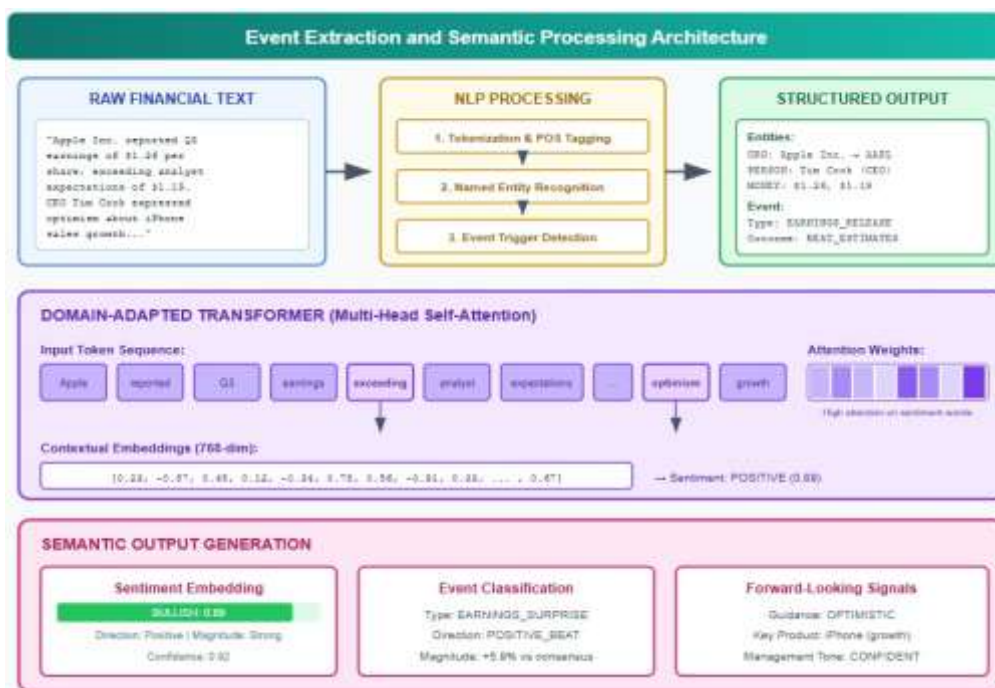 Event Extraction and Semantic Processing Architecture
RAW FINANCIAL TEXT
"Apple Inc. reported Q3
earnings of $1.26 per
share, exceeding analyst
expectations of $1.19.
CEO Tim Cook expressed
optimism about iPhone
sales growth..."
NLP PROCESSING
1. Tokenization & POS Tagging
2. Named Entity Recognition
3. Event Trigger Detection
STRUCTURED OUTPUT
Entities:
ORG: Apple Inc. → AAPL
PERSON: Tim Cook (CEO)
MONEY: $1.26, $1.19
Event:
Type: EARNINGS_RELEASE
Outcome: BEAT_ESTIMATES
DOMAIN-ADAPTED TRANSFORMER (Multi-Head Self-Attention)
Input Token Sequence:
Attention Weights:
Apple reported Q3 earnings exceeding analyst expectations ... optimism growth
High attention on sentiment words
Contextual Embeddings (768-dim):
→ Sentiment: POSITIVE (0.89)
SEMANTIC OUTPUT GENERATION
Sentiment Embedding
BULLISH: 0.89
Direction: Positive | Magnitude: Strong
Confidence: 0.92
Event Classification
Type: EARNINGS_SURPRISE
Direction: POSITIVE_BEAT
Magnitude: +5.9% vs consensus
Forward-Looking Signals
Guidance: OPTIMISTIC
Key Product: iPhone (growth)
Management Tone: CONFIDENT